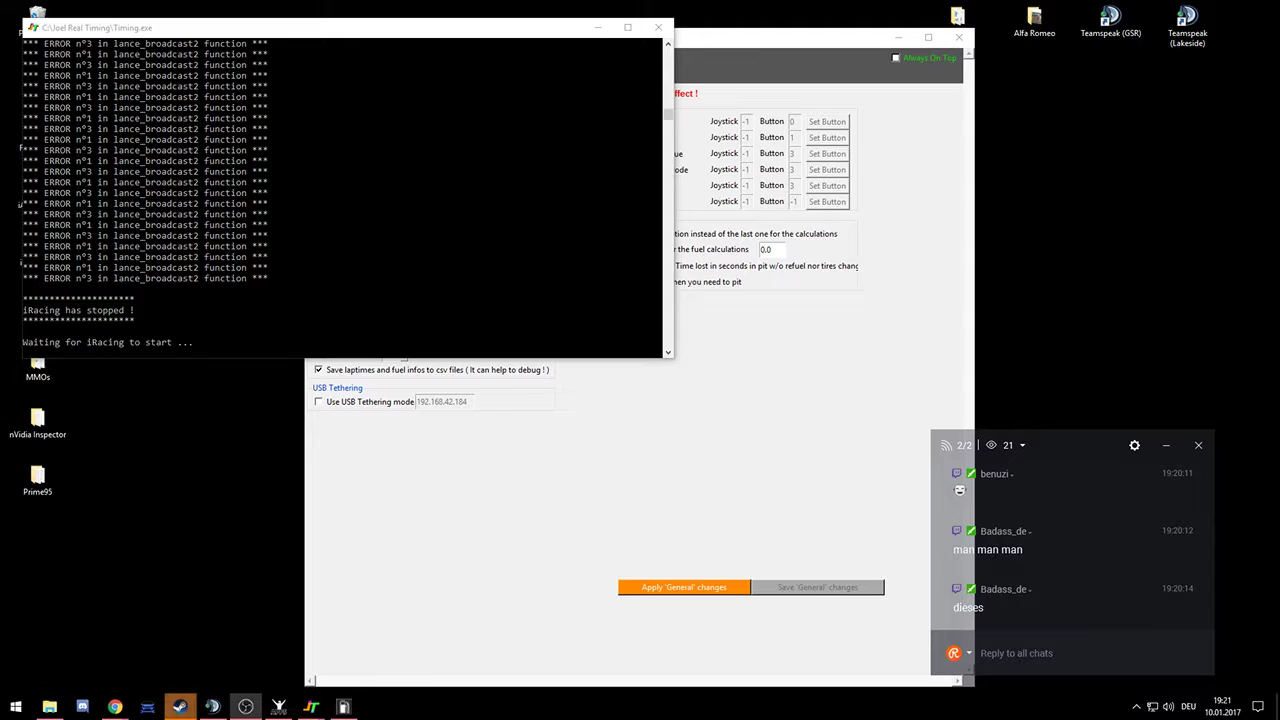 C:\Joel Real Timing\Timing.exe
*** ERROR n°3 in lance_broadcast2 function ***
*** ERROR n°1 in lance_broadcast2 function ***
*** ERROR n°3 in lance_broadcast2 function ***
*** ERROR n°1 in lance_broadcast2 function ***
*** ERROR n°3 in lance_broadcast2 function ***
*** ERROR n°1 in lance_broadcast2 function ***
*** ERROR n°3 in lance_broadcast2 function ***
*** ERROR n°1 in lance_broadcast2 function ***
*** ERROR n°3 in lance_broadcast2 function ***
*** ERROR n°1 in lance_broadcast2 function ***
*** ERROR n°3 in lance_broadcast2 function ***
*** ERROR n°1 in lance_broadcast2 function ***
*** ERROR n°3 in lance_broadcast2 function ***
*** ERROR n°1 in lance_broadcast2 function ***
*** ERROR n°3 in lance_broadcast2 function ***
*** ERROR n°1 in lance_broadcast2 function ***
*** ERROR n°3 in lance_broadcast2 function ***
*** ERROR n°1 in lance_broadcast2 function ***
*** ERROR n°3 in lance_broadcast2 function ***
*** ERROR n°3 in lance_broadcast2 function ***
*** ERROR n°1 in lance_broadcast2 function ***
*** ERROR n°3 in lance_broadcast2 function ***
*********************
iRacing has stopped !
*********************
Waiting for iRacing to start ...
Always On Top
ffect !
Joystick -1 Button 0 Set Button
Joystick -1 Button 1 Set Button
ue Joystick -1 Button 3 Set Button
ode Joystick -1 Button 3 Set Button
Joystick -1 Button 3 Set Button
Joystick -1 Button -1 Set Button
tion instead of the last one for the calculations
r the fuel calculations 0.0
Time lost in seconds in pit w/o refuel nor tires chang
hen you need to pit
Save laptimes and fuel infos to csv files ( It can help to debug ! )
USB Tethering
Use USB Tethering mode 192.168.42.184
Apply 'General' changes Save 'General' changes
Alfa Romeo
Teamspeak (GSR)
Teamspeak
(Lakeside)
MMOs
nVidia Inspector
Prime95
2/2 21
benuzi 19:20:11
Badass_de 19:20:12
man man man
Badass_de 19:20:14
dieses
Reply to all chats
DEU
19:21
10.01.2017